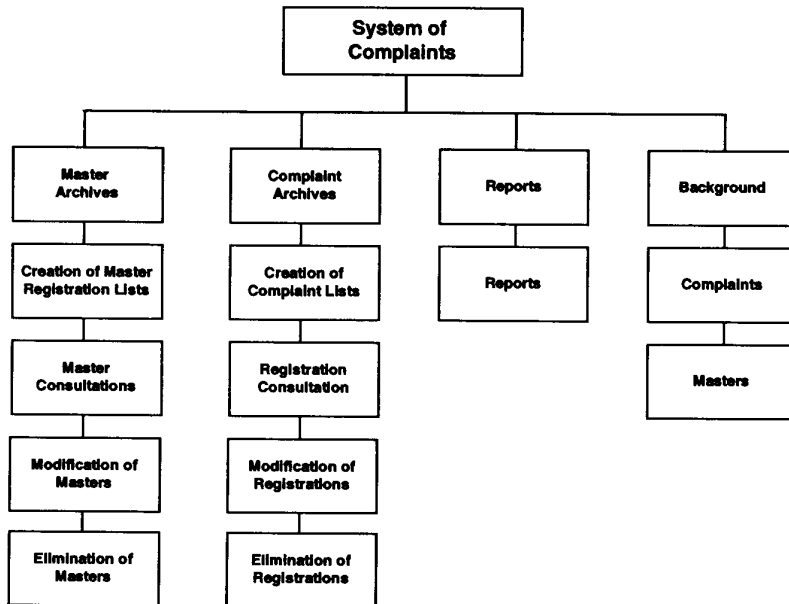 System of
Complaints
Master
Archives
Complaint
Archives
Reports
Background
Creation of Master
Registration Lists
Creation of
Complaint Lists
Reports
Complaints
Master
Consultations
Registration
Consultation
Masters
Modification of
Masters
Modification of
Registrations
Elimination of
Masters
Elimination of
Registrations